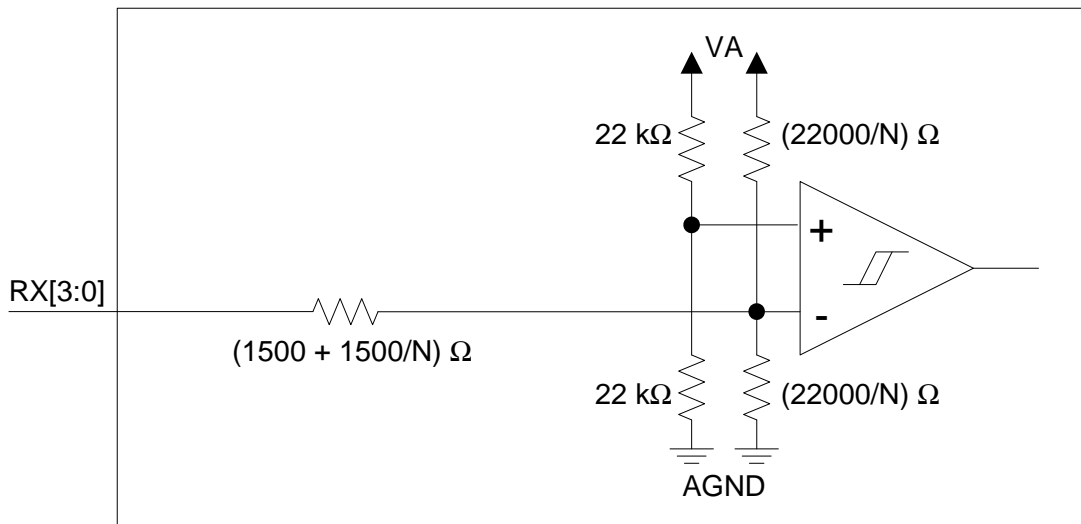 VA
22 kΩ
(22000/N) Ω
+
RX[3:0]
-
(1500 + 1500/N) Ω
22 kΩ
(22000/N) Ω
AGND